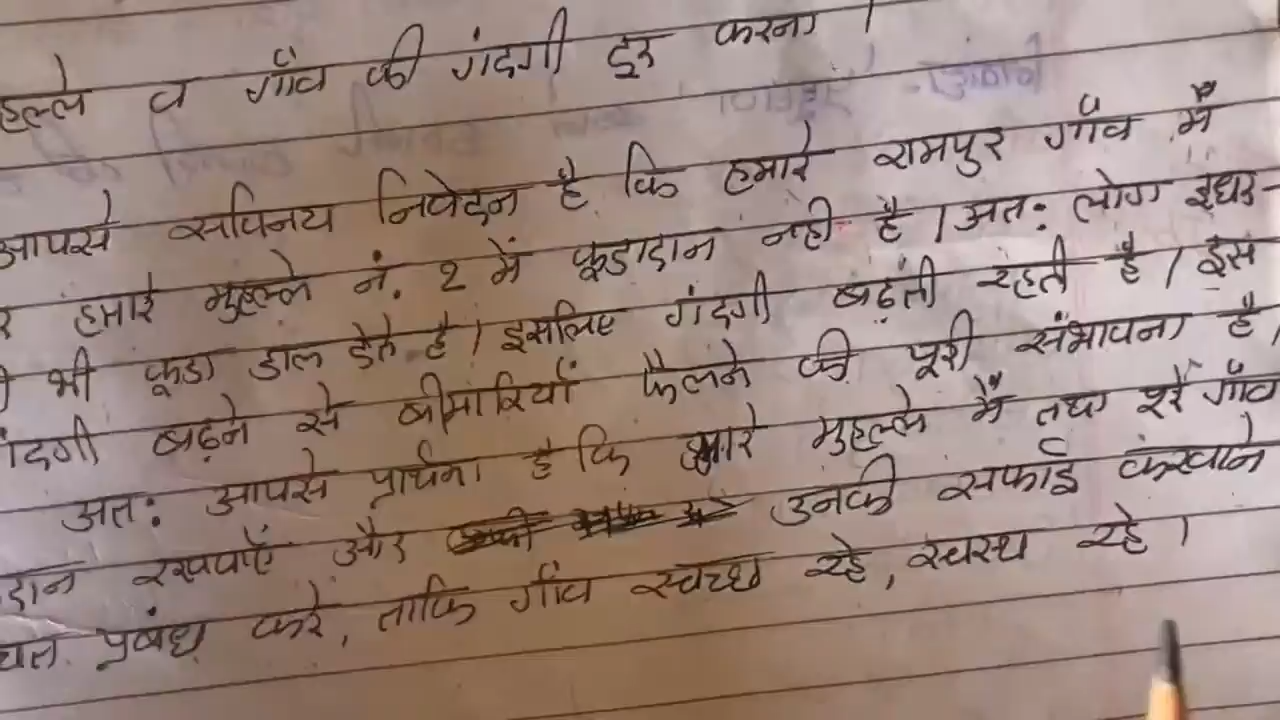 हल्ले व गाँव की गंदगी दूर करना ।
आपसे सविनय निवेदन है कि हमारे रामपुर गाँव में
र हमारे मुहल्ले नं. 2 में कूडादान नही है । अतः लोग इधर-
भी कूडा डाल देते है । इसलिए गंदगी बढ़ती रहती है । इस
गंदगी बढ़ने से बीमारियाँ फैलने की पूरी संभावना है ।
अतः आपसे प्रार्थना है कि हमारे मुहल्ले में तथा पूरे गाँव
दान रखवाएँ और उनकी सफाई करवाने
चित प्रबंध करे, ताकि गाँव स्वच्छ रहे, स्वस्थ रहे ।